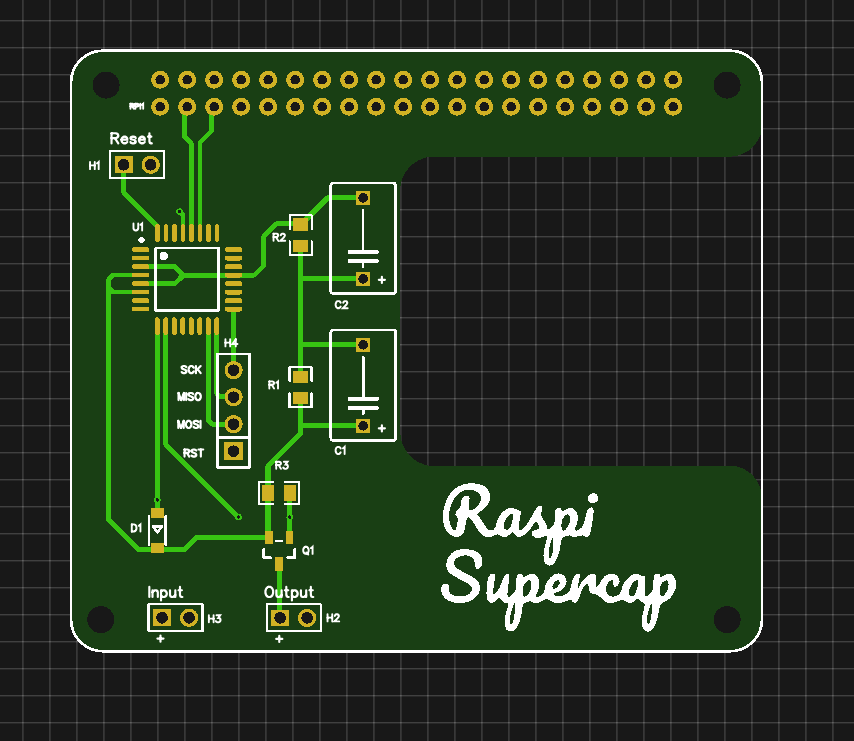 RPI1
Reset
H1
U1
R2
+
C2
H4
SCK
MISO
MOSI
RST
R1
+
C1
R3
D1
Q1
Raspi
Supercap
Input
Output
H3
H2
+
+